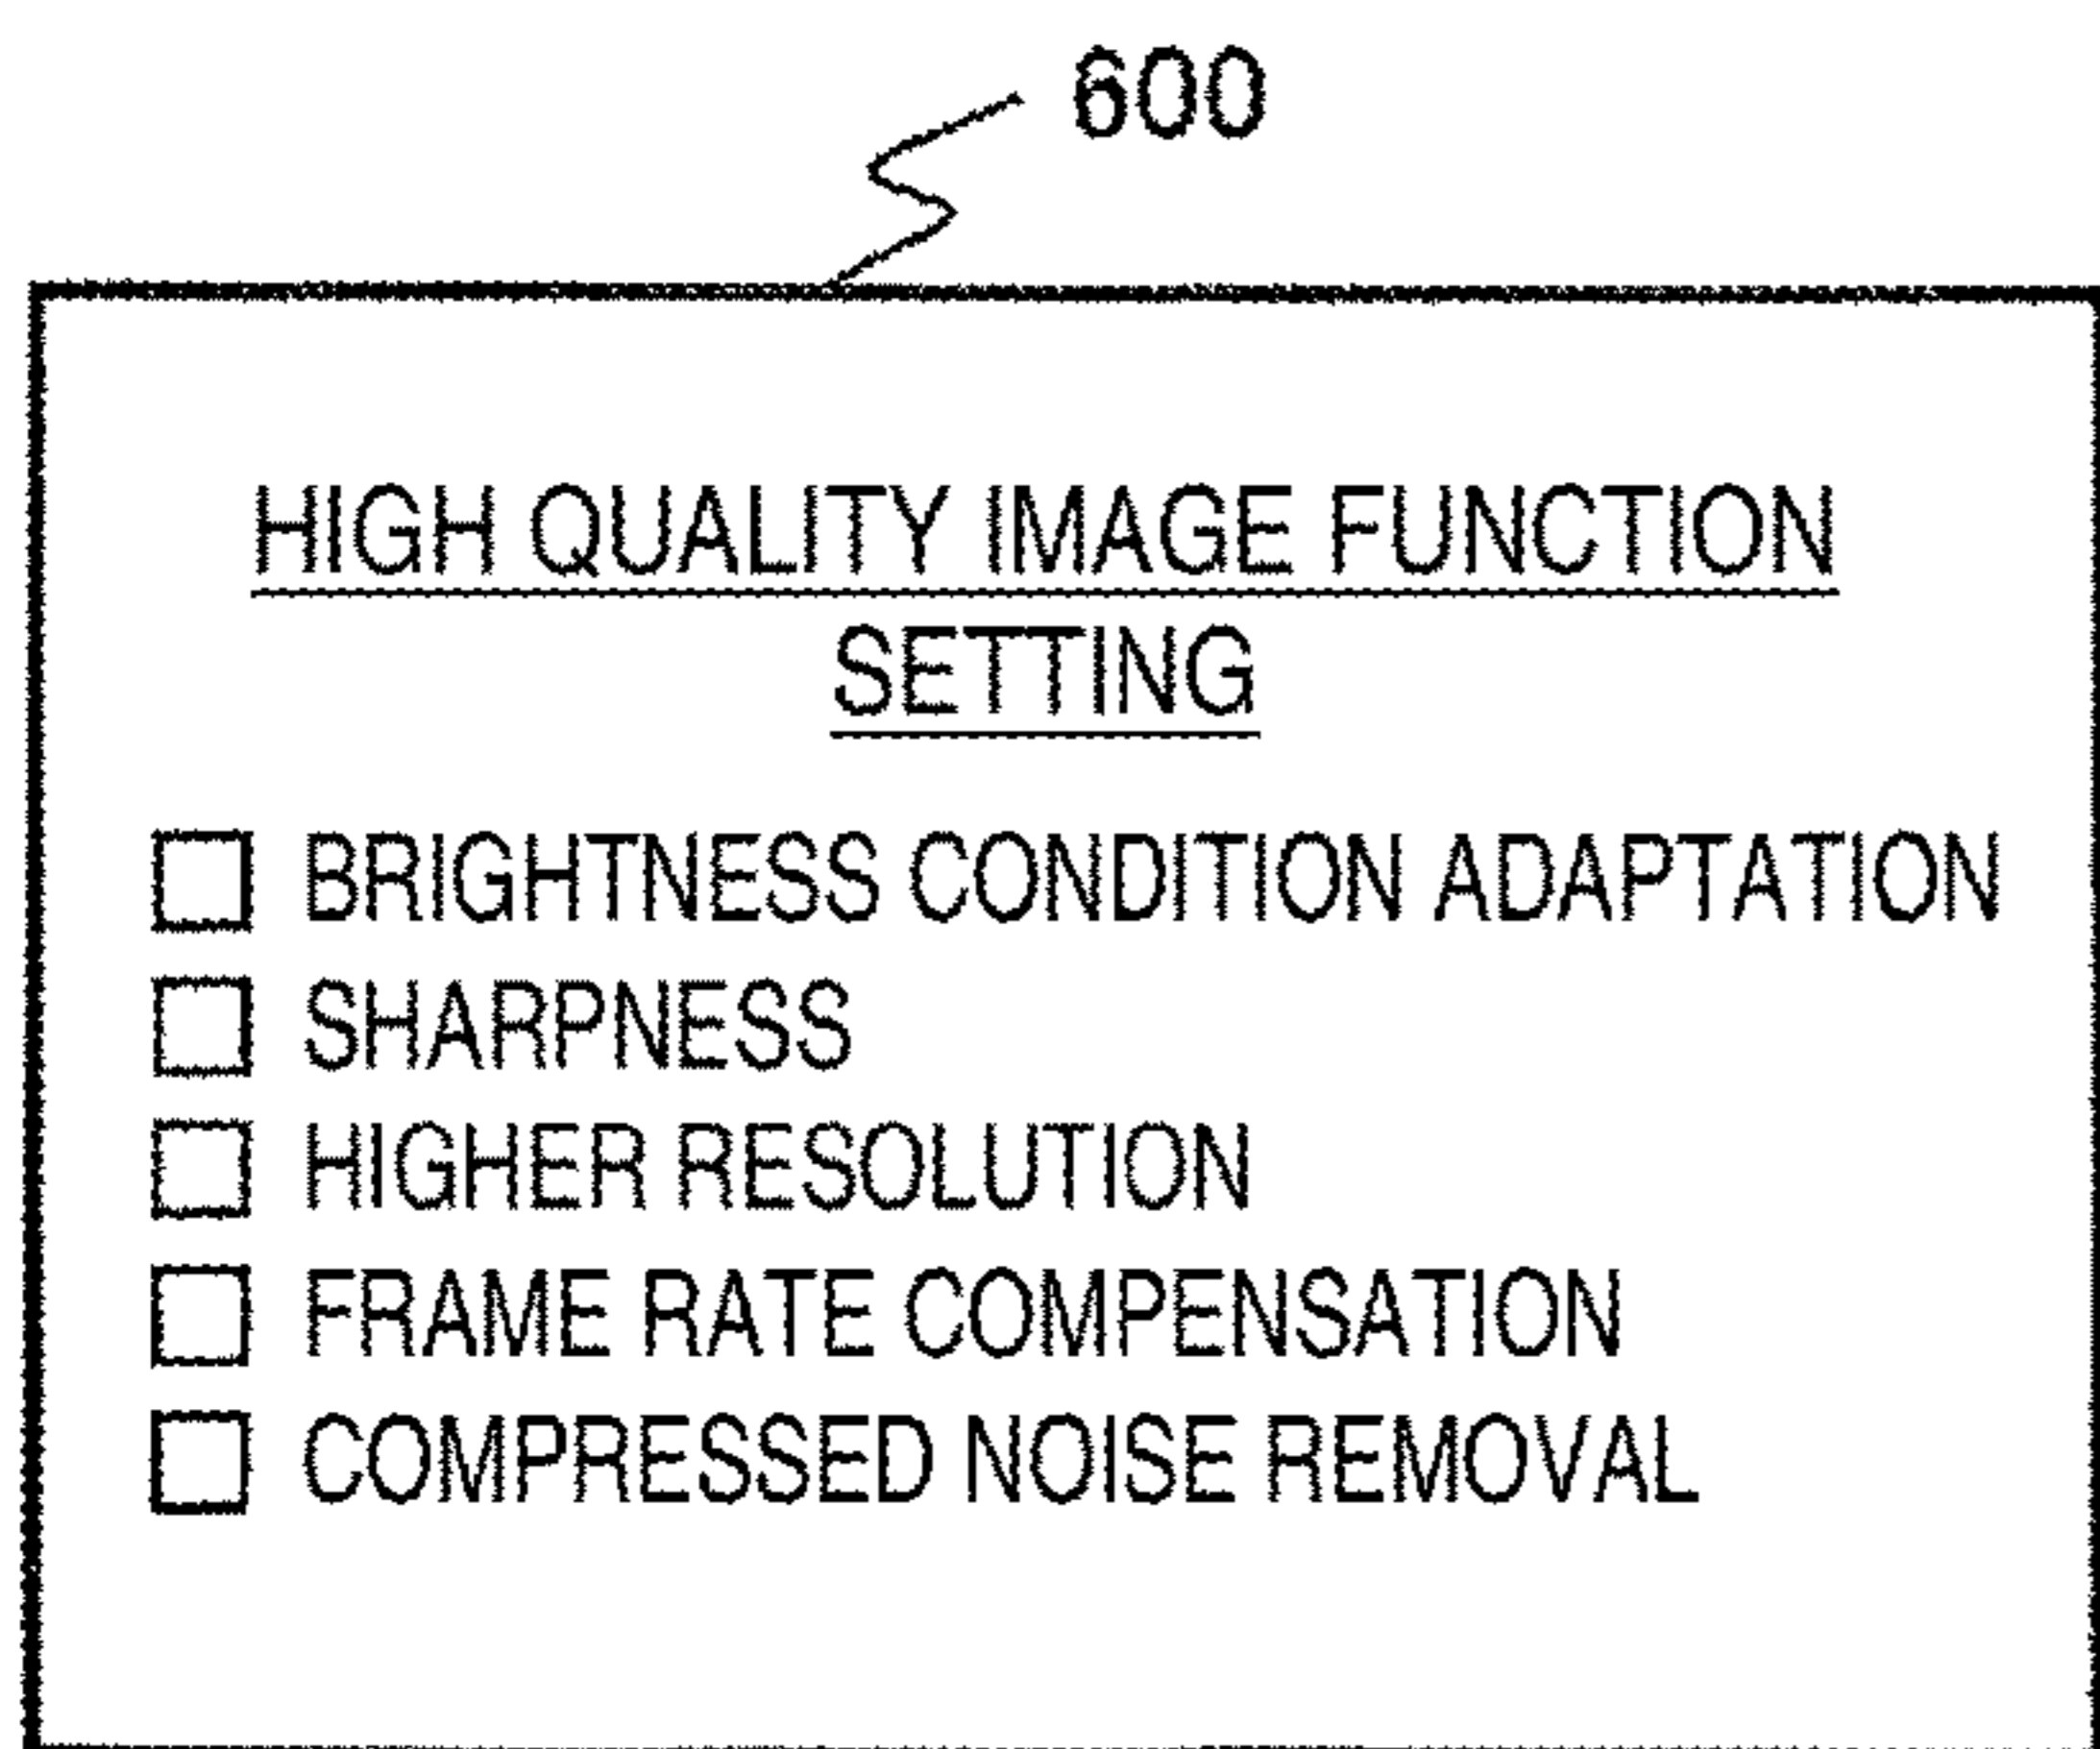 600
HIGH QUALITY IMAGE FUNCTION
SETTING
BRIGHTNESS CONDITION ADAPTATION
SHARPNESS
HIGHER RESOLUTION
FRAME RATE COMPENSATION
COMPRESSED NOISE REMOVAL